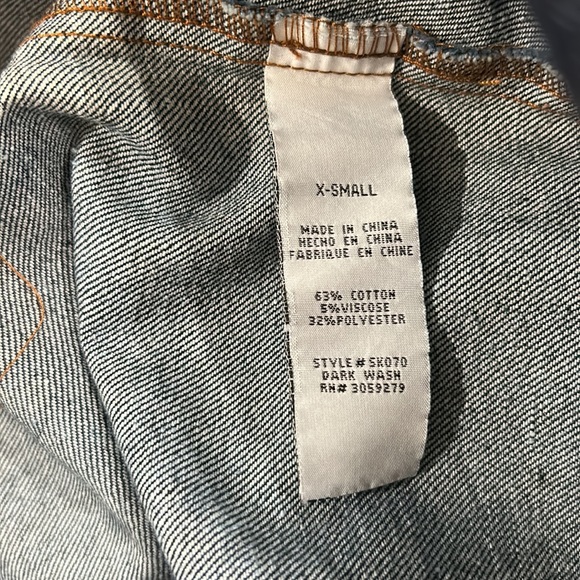 X-SMALL
MADE IN CHINA
HECHO EN CHINA
FABRIQUE EN CHINE
63% COTTON
5%VISCOSE
32%POLYESTER
STYLE# SK070
DARK WASH
RN# 3059279